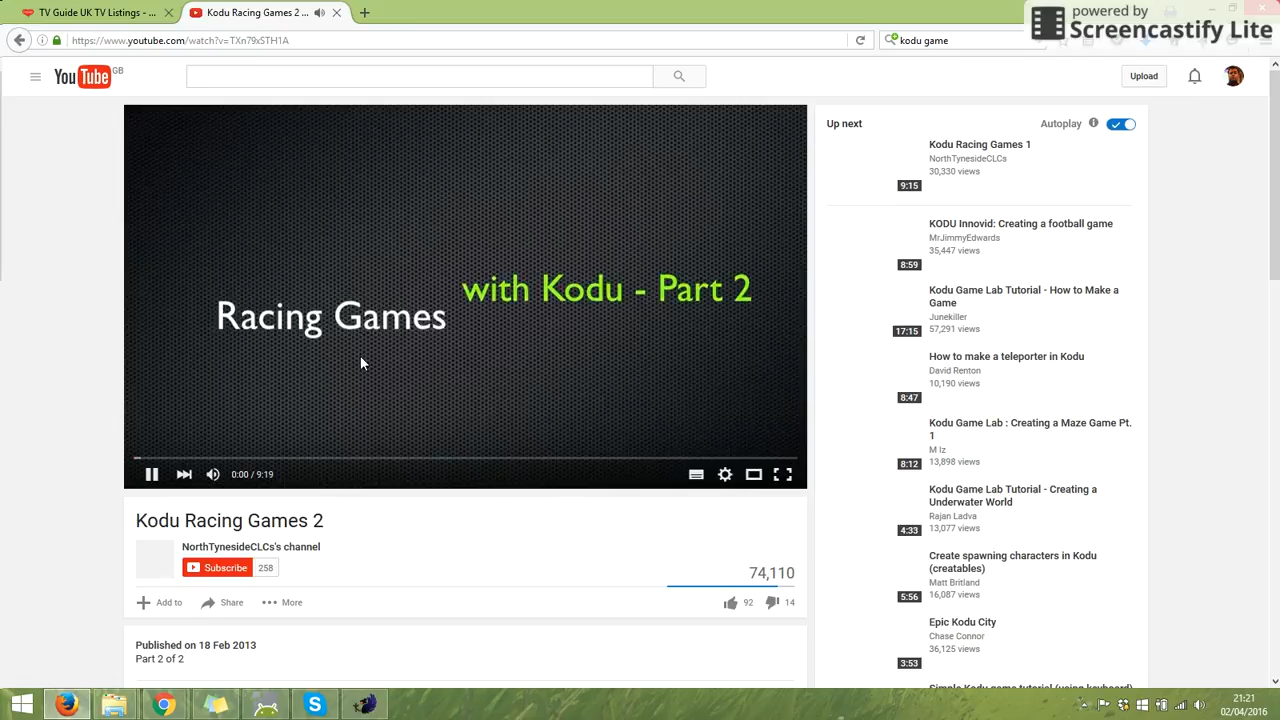 TV Guide UK TV Listings
Racing Games 2 ...
powered by
Screencastify Lite
https://www.youtube.com/watch?v=TXn79xSTH1A
kodu game
YouTube GB
Upload
with Kodu - Part 2
Racing Games
0:00 / 9:15
Kodu Racing Games 2
NorthTynesideCLCs's channel
Subscribe 258
74,110
Add to
Share
More
92
14
Published on 18 Feb 2013
Part 2 of 2
Up next
Autoplay
Kodu Racing Games 1
NorthTynesideCLCs
30,330 views
9:15
KODU Innovid: Creating a football game
MrJimmyEdwards
35,447 views
8:59
Kodu Game Lab Tutorial - How to Make a
Game
Junekiller
57,291 views
17:15
How to make a teleporter in Kodu
David Renton
10,190 views
8:47
Kodu Game Lab : Creating a Maze Game Pt.
1
M Iz
13,898 views
8:12
Kodu Game Lab Tutorial - Creating a
Underwater World
Rajan Ladva
13,077 views
4:33
Create spawning characters in Kodu
(creatables)
Matt Britland
16,087 views
5:56
Epic Kodu City
Chase Connor
36,125 views
3:53
Simple Kodu game tutorial (using keyboard)
21:21
02/04/2016